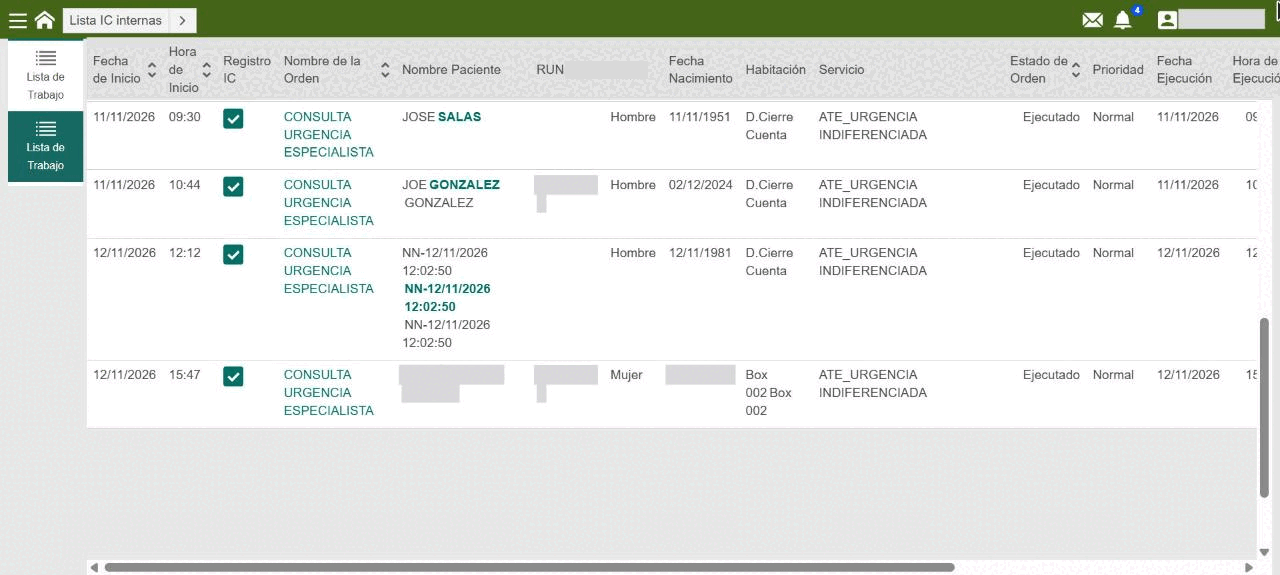 Lista IC internas
4
Lista de
Trabajo
Lista de
Trabajo
Fecha
de Inicio
Hora
de
Inicio
Registro
IC
Nombre de la
Orden
Nombre Paciente
RUN
Fecha
Nacimiento
Habitación
Servicio
Estado de
Orden
Prioridad
Fecha
Ejecución
Hora de
11/11/2026 09:30 CONSULTA JOSE SALAS Hombre 11/11/1951 D.Cierre ATE_URGENCIA Ejecutado Normal 11/11/2026
URGENCIA Cuenta INDIFERENCIADA
ESPECIALISTA
11/11/2026 10:44 CONSULTA JOE GONZALEZ Hombre 02/12/2024 D.Cierre ATE_URGENCIA Ejecutado Normal 11/11/2026
URGENCIA GONZALEZ Cuenta INDIFERENCIADA
ESPECIALISTA
12/11/2026 12:12 CONSULTA NN-12/11/2026 Hombre 12/11/1981 D.Cierre ATE_URGENCIA Ejecutado Normal 12/11/2026
URGENCIA 12:02:50 Cuenta INDIFERENCIADA
ESPECIALISTA NN-12/11/2026
12:02:50
NN-12/11/2026
12:02:50
12/11/2026 15:47 CONSULTA Mujer Box ATE_URGENCIA Ejecutado Normal 12/11/2026
URGENCIA 002 Box INDIFERENCIADA
ESPECIALISTA 002